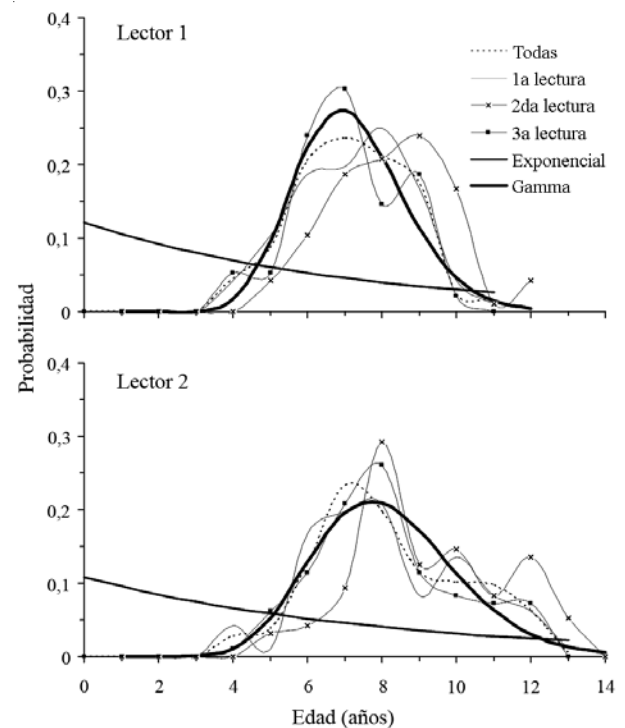 0,4
Lector 1
Todas
1a lectura
0,3
2da lectura
3a lectura
Exponencial
0,2
Gamma
0,1
0
Probabilidad
0,4
Lector 2
0,3
0,2
0,1
0
0 2 4 6 8 10 12 14
Edad (años)